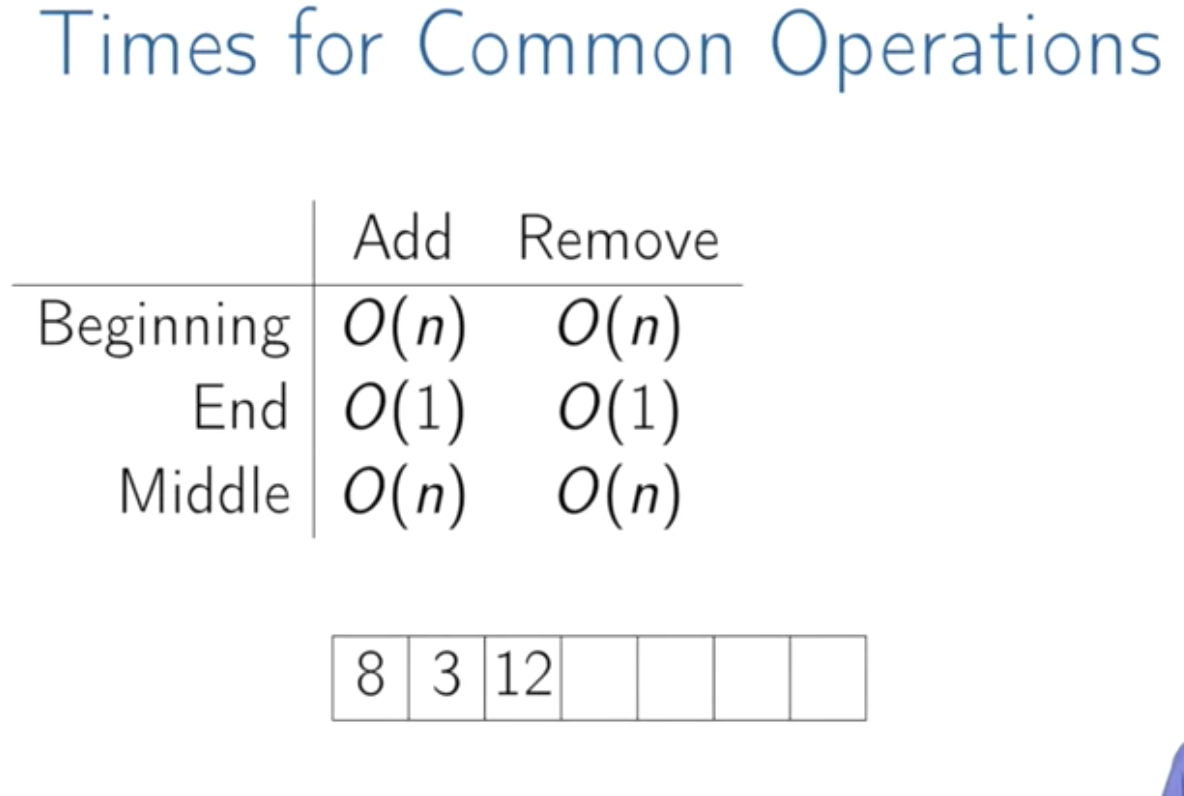 Times for Common Operations
Add Remove
Beginning O(n) O(n)
End O(1) O(1)
Middle O(n) O(n)
8 3 12